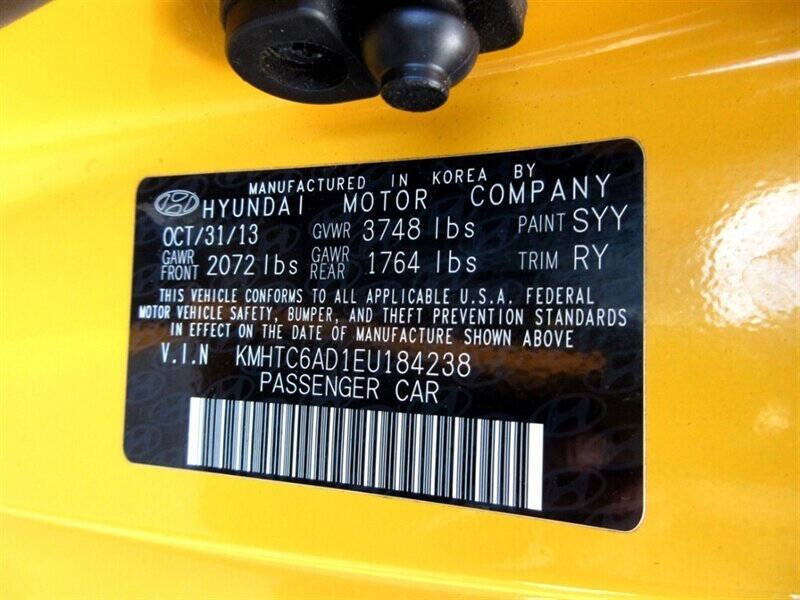 MANUFACTURED IN KOREA BY
HYUNDAI MOTOR COMPANY
OCT/31/13 GVWR 3748 lbs PAINT SYY
GAWR FRONT 2072 lbs GAWR REAR 1764 lbs TRIM RY
THIS VEHICLE CONFORMS TO ALL APPLICABLE U.S.A. FEDERAL
MOTOR VEHICLE SAFETY, BUMPER, AND THEFT PREVENTION STANDARDS
IN EFFECT ON THE DATE OF MANUFACTURE SHOWN ABOVE
V.I.N KMHTC6AD1EU184238
PASSENGER CAR